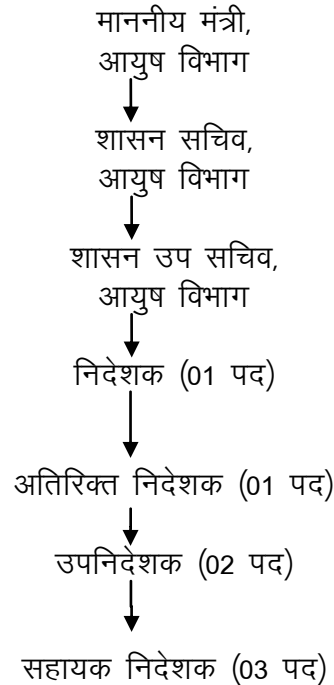 माननीय मंत्री,
आयुष विभाग
शासन सचिव,
आयुष विभाग
शासन उप सचिव,
आयुष विभाग
निदेशक (01 पद)
अतिरिक्त निदेशक (01 पद)
उपनिदेशक (02 पद)
सहायक निदेशक (03 पद)